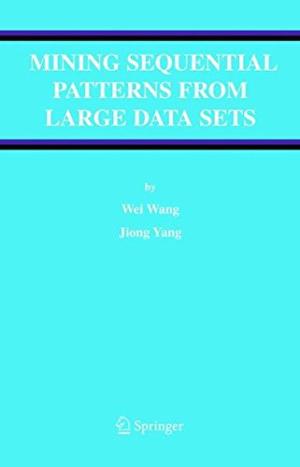 MINING SEQUENTIAL
PATTERNS FROM
LARGE DATA SETS
by
Wei Wang
Jiong Yang
Springer